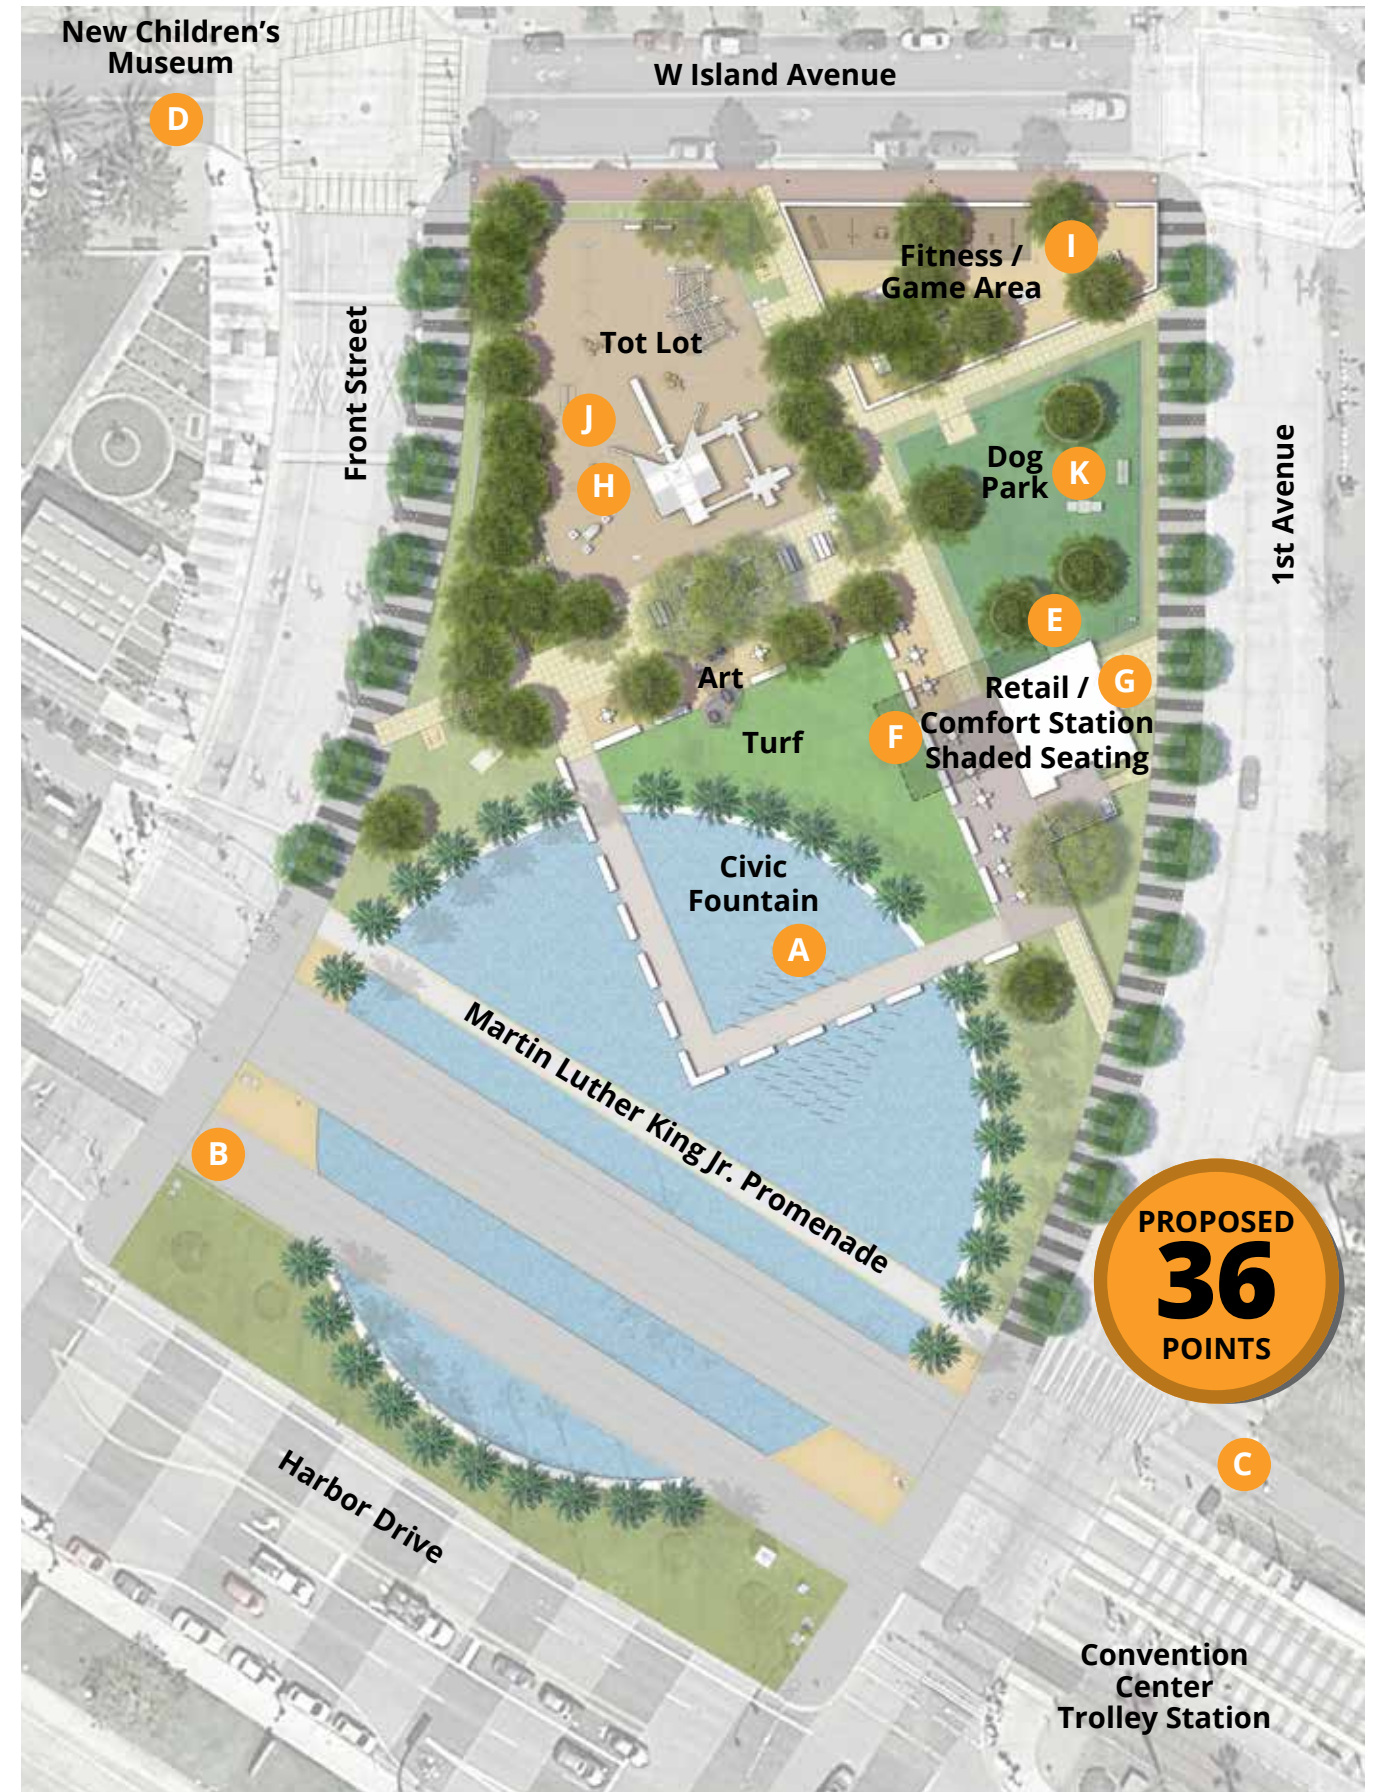 New Children's
Museum
D
W Island Avenue
Fitness /
Game Area
I
Front Street
Tot Lot
J
H
Dog
Park
K
1st Avenue
E
Art
Turf
F
Retail /
Comfort Station
Shaded Seating
G
Civic
Fountain
A
Martin Luther King Jr. Promenade
B
PROPOSED
36
POINTS
C
Harbor Drive
Convention
Center
Trolley Station